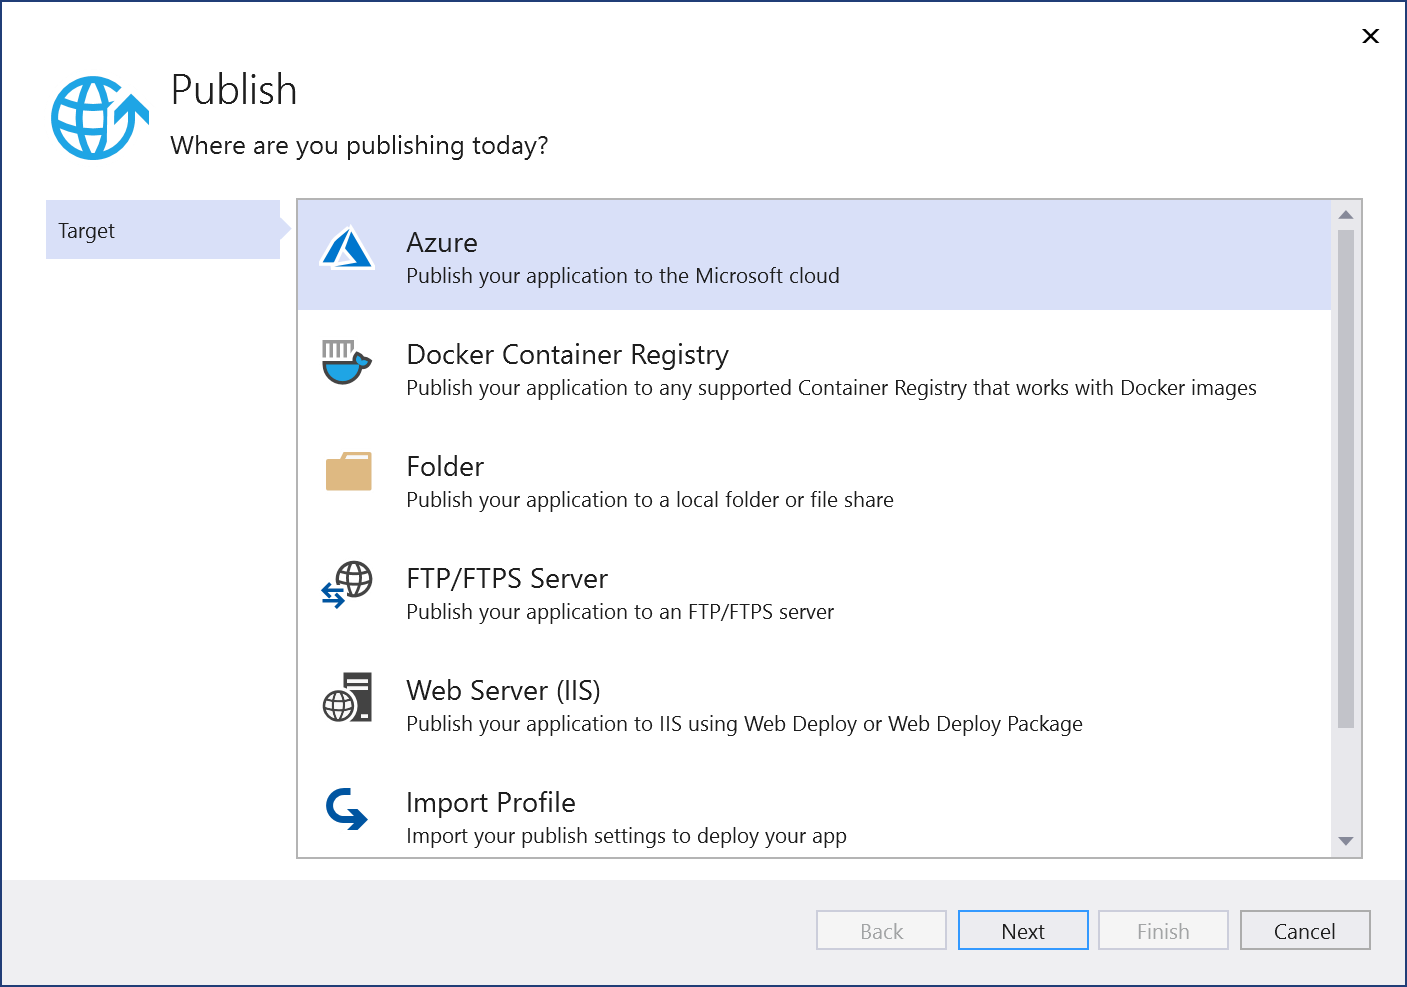 Publish
Where are you publishing today?
Target
Azure
Publish your application to the Microsoft cloud
Docker Container Registry
Publish your application to any supported Container Registry that works with Docker images
Folder
Publish your application to a local folder or file share
FTP/FTPS Server
Publish your application to an FTP/FTPS server
Web Server (IIS)
Publish your application to IIS using Web Deploy or Web Deploy Package
Import Profile
Import your publish settings to deploy your app
Back
Next
Finish
Cancel